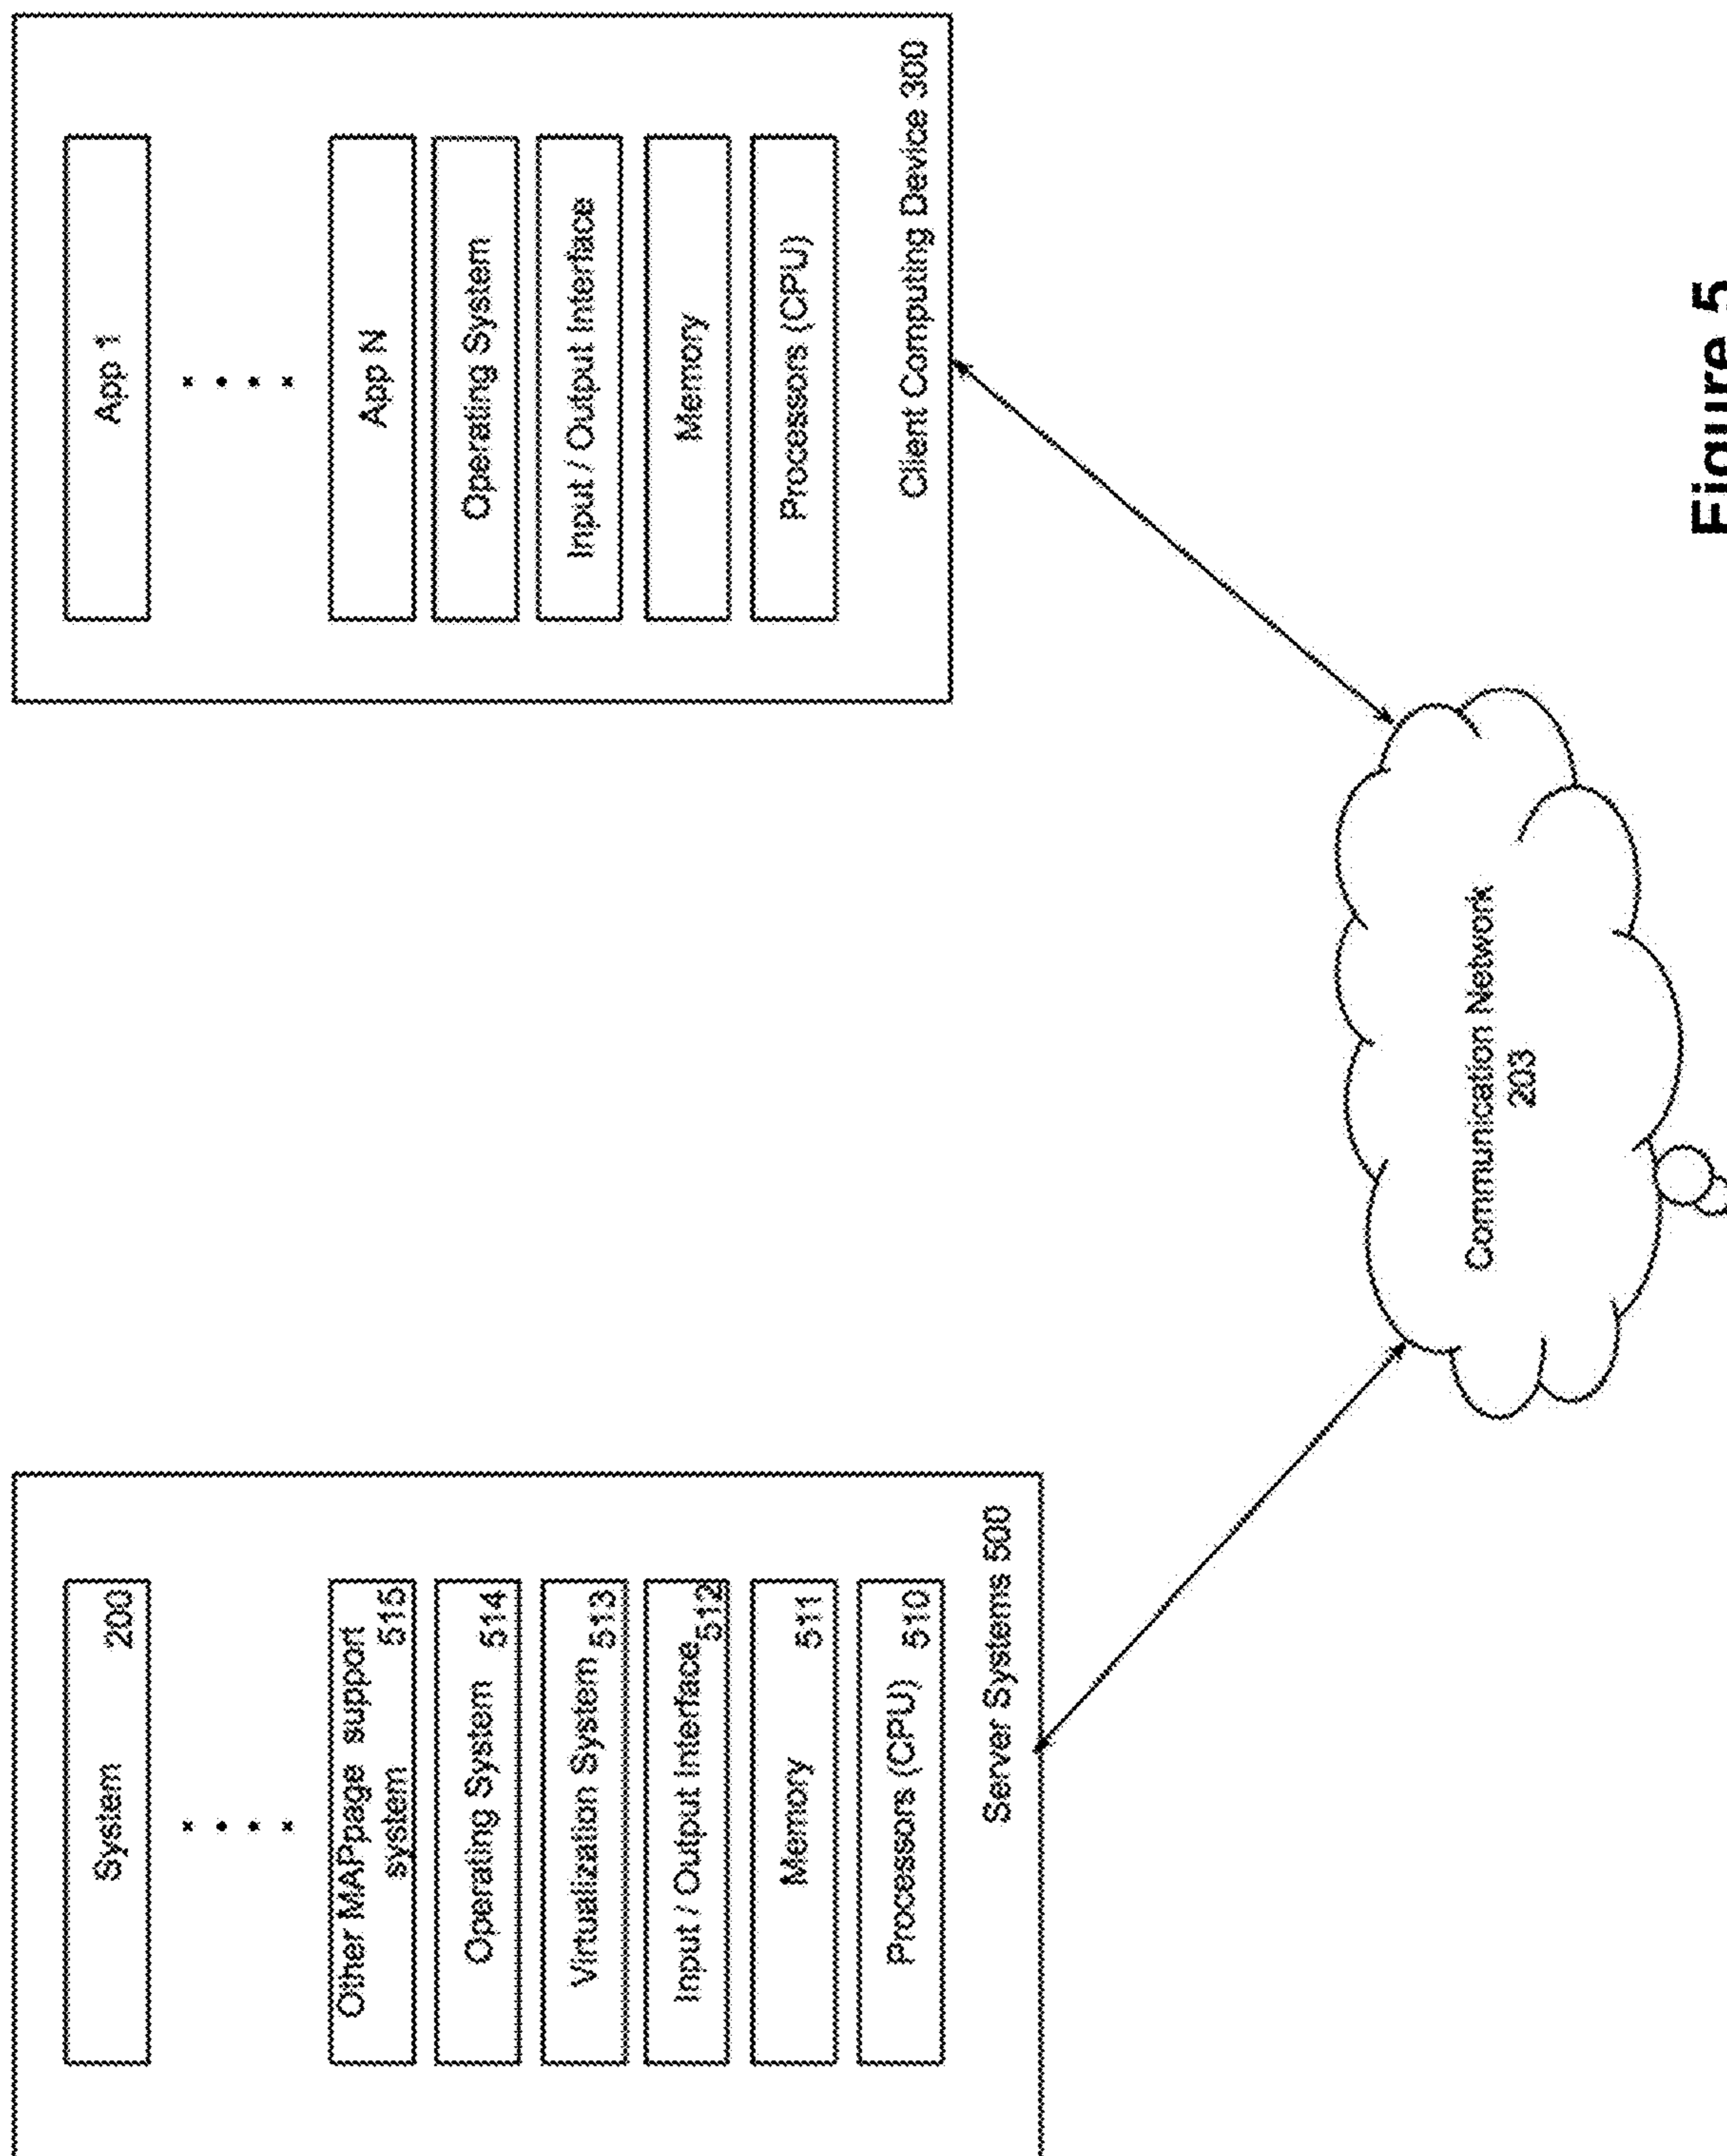 System
200
Other MAPpage support
system
515
Operating System
514
Virtualization System
513
Input / Output Interface
512
Memory
511
Processors (CPU)
510
Server Systems 500
App 1
App N
Operating System
Input / Output Interface
Memory
Processors (CPU)
Client Computing Device 300
Communication Network
203
Figure 5